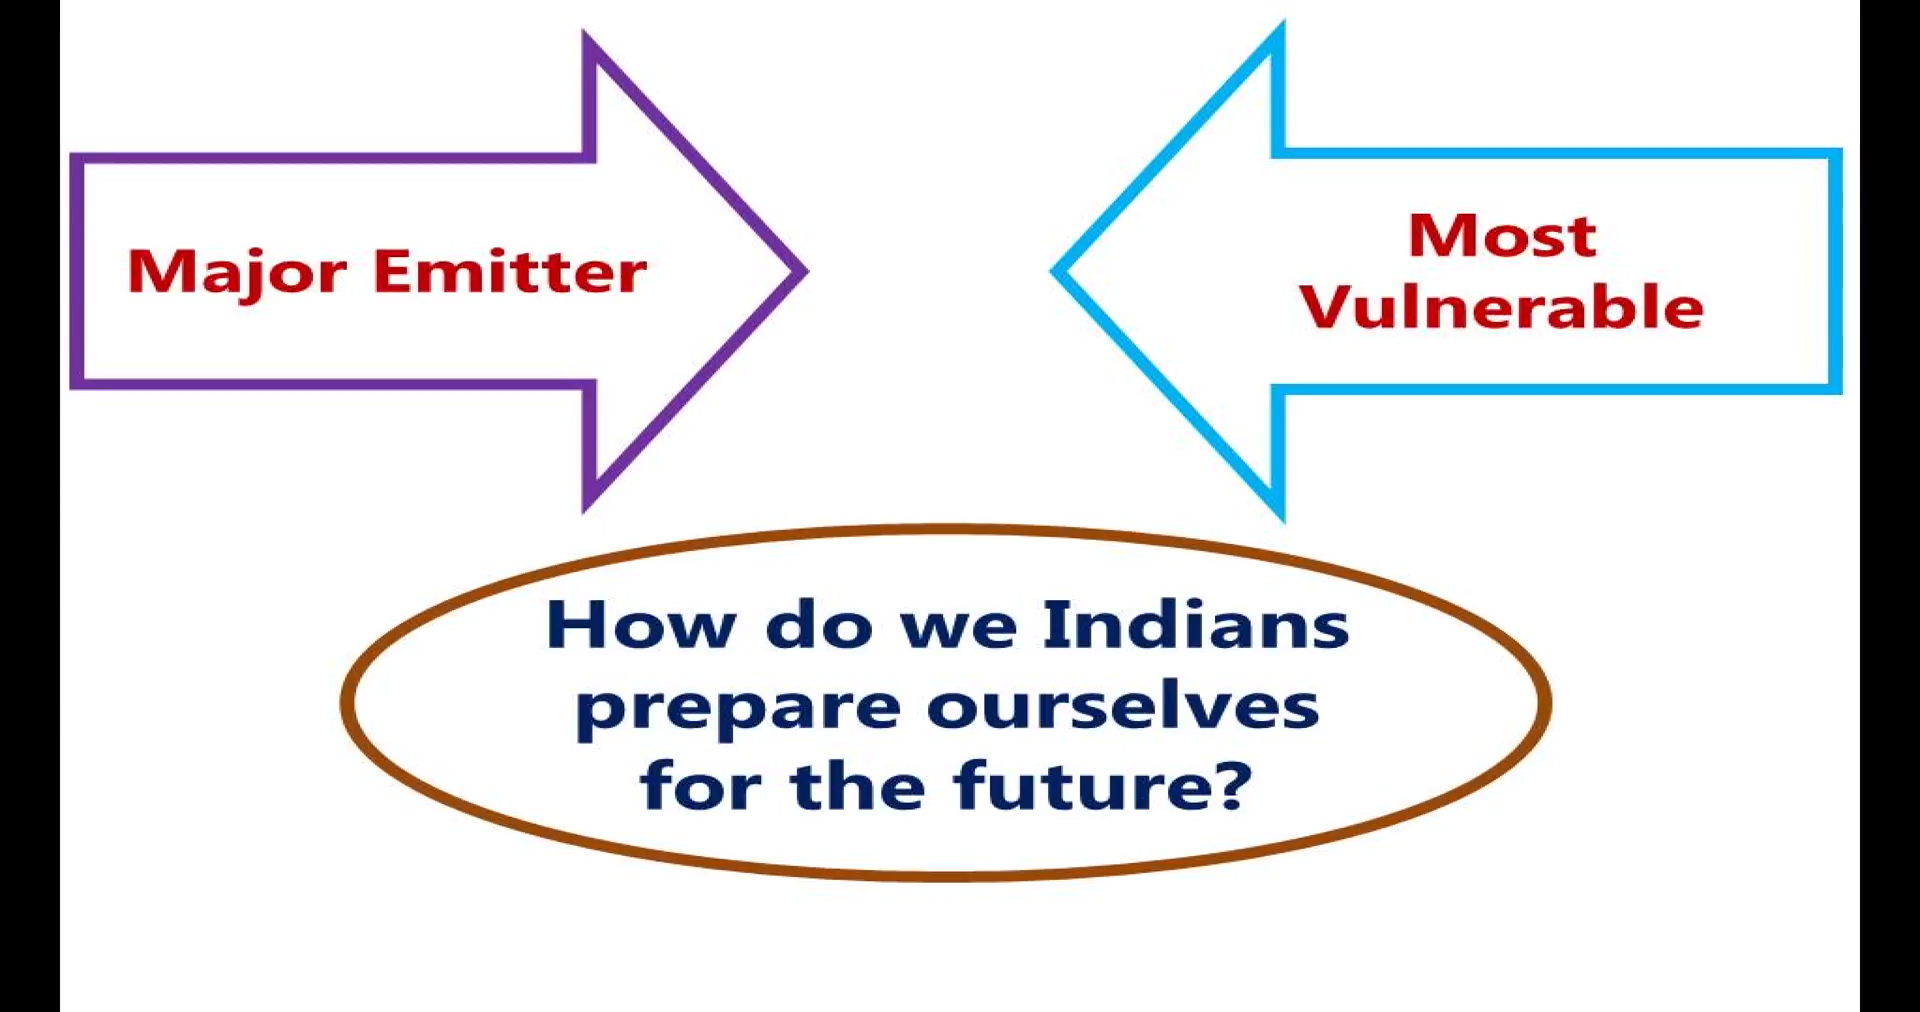 Major Emitter
Most
Vulnerable
How do we Indians
prepare ourselves
for the future?